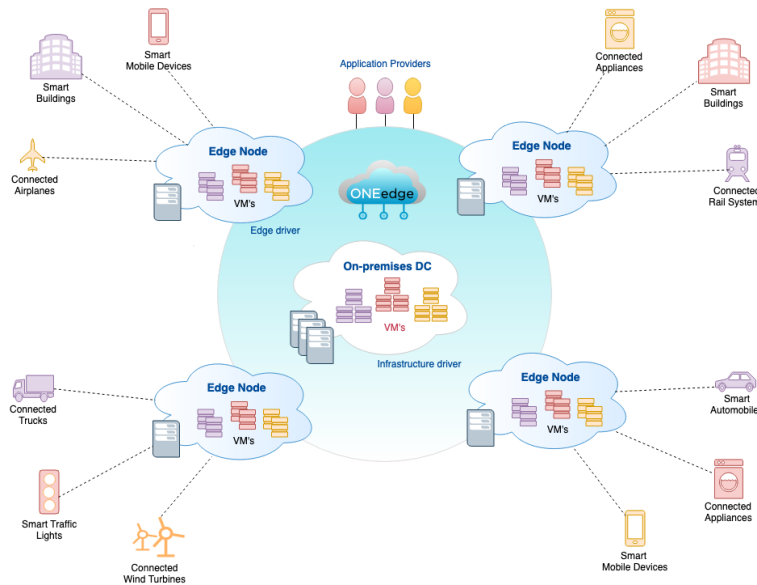 Smart
Mobile Devices
Smart
Buildings
Connected
Airplanes
Application Providers
Connected
Appliances
Smart
Buildings
Connected
Rail System
Edge Node
VM's
Edge driver
ONEedge
Edge Node
VM's
On-premises DC
VM's
Infrastructure driver
Edge Node
VM's
Connected
Trucks
Smart Traffic
Lights
Connected
Wind Turbines
Edge Node
VM's
Smart
Automobile
Connected
Appliances
Smart
Mobile Devices